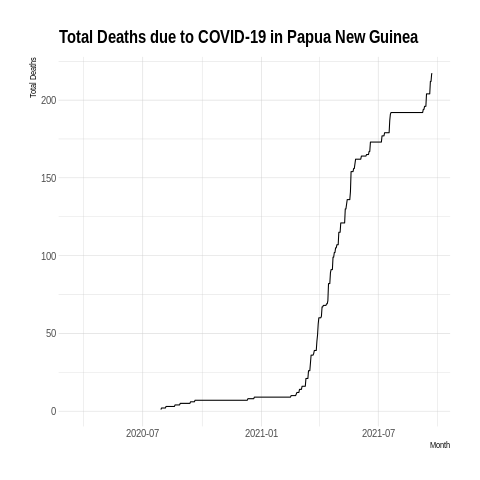 Total Deaths due to COVID-19 in Papua New Guinea
Total Deaths
200
150
100
50
0
2020-07
2021-01
2021-07
Month